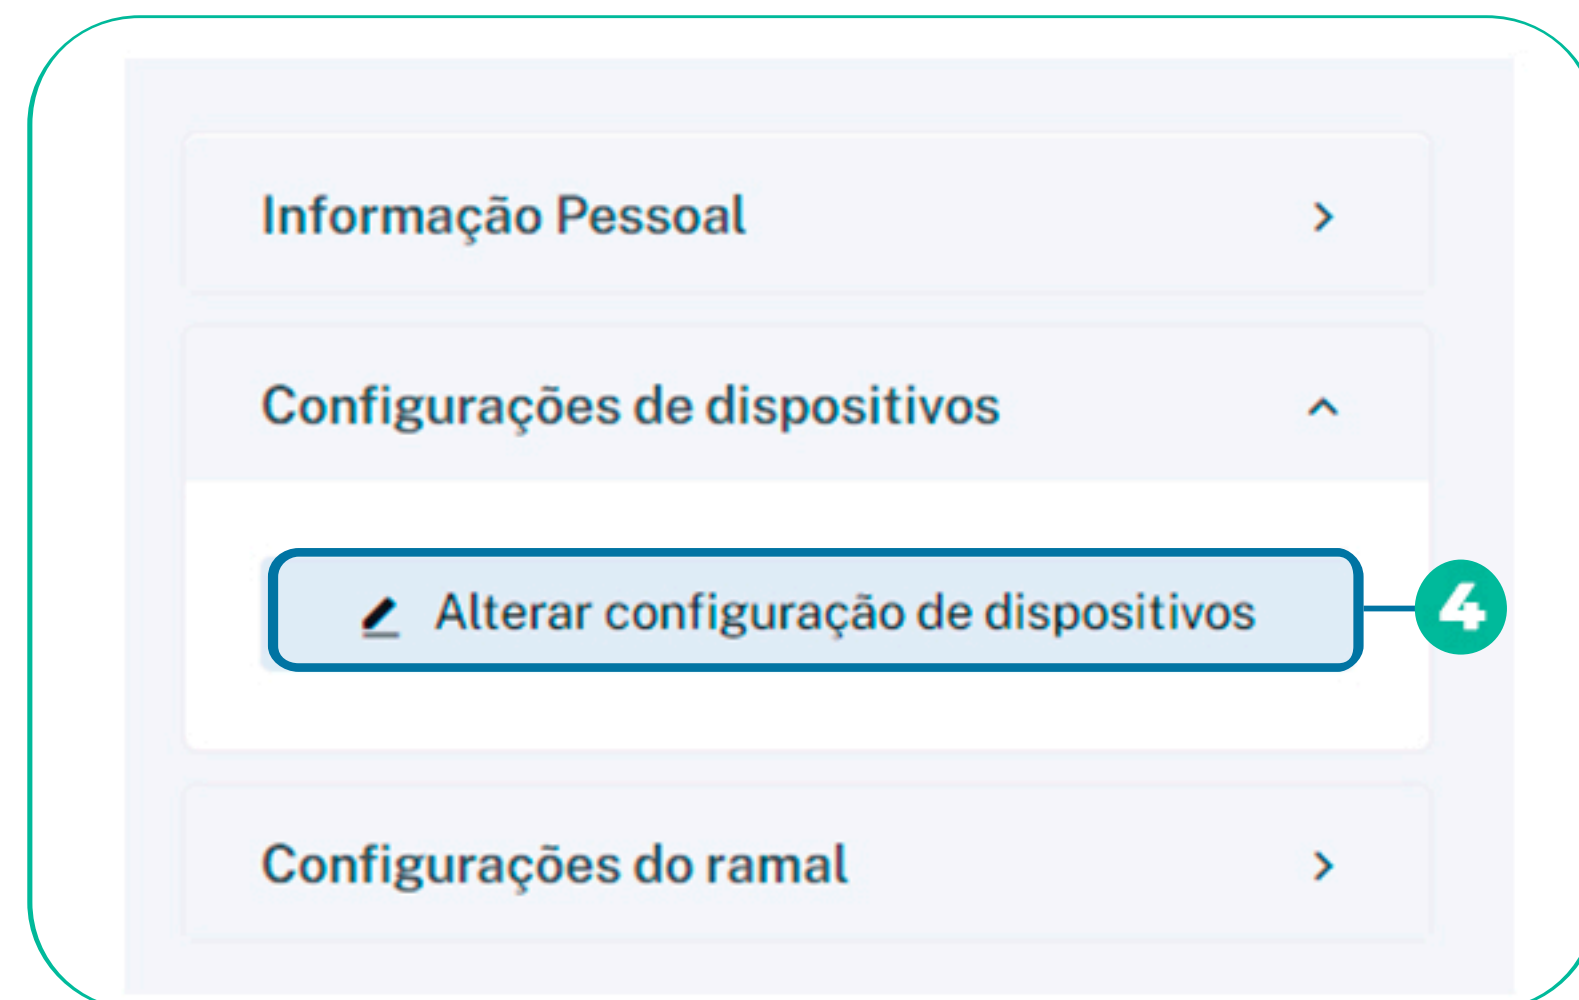 Informação Pessoal
Configurações de dispositivos
Alterar configuração de dispositivos
4
Configurações do ramal